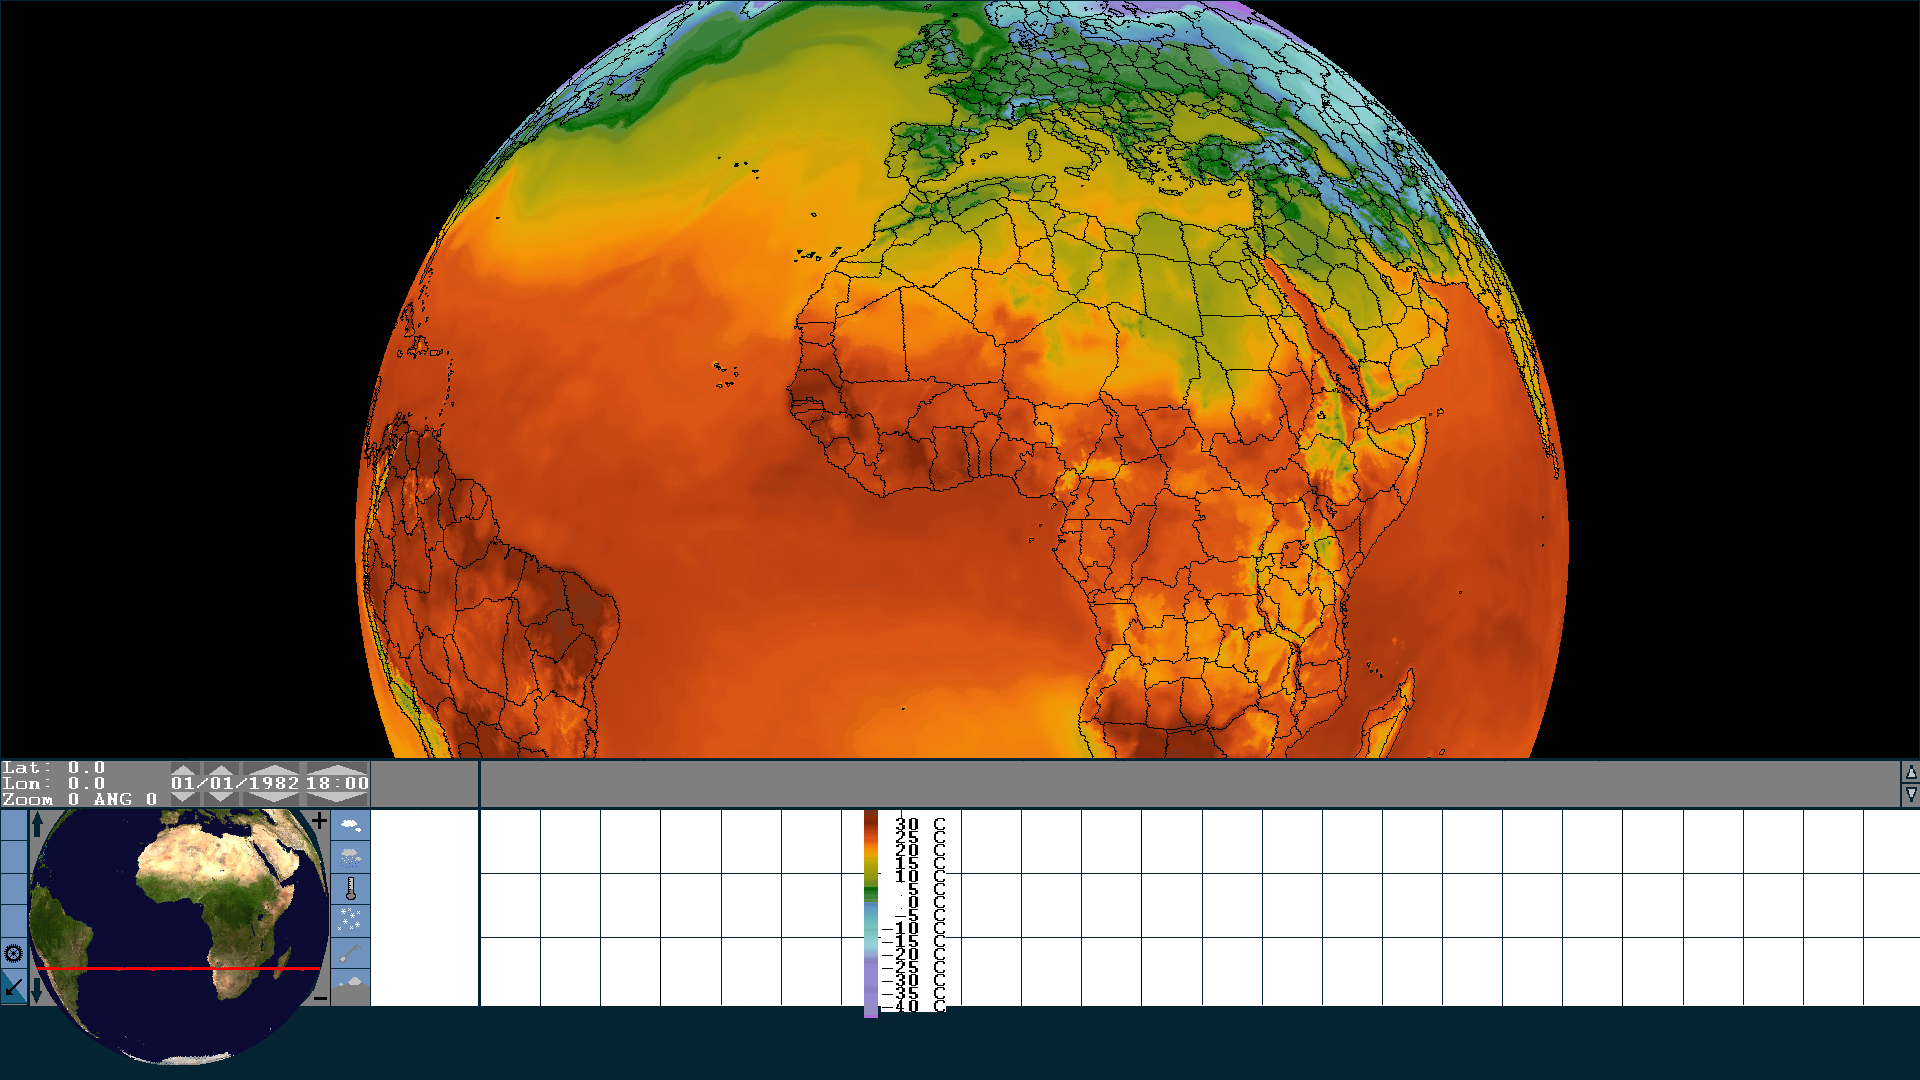 Lat: 0.0
Lon: 0.0
Zoom 0 ANG 0
01/01/1982 18:00
+
−
30 C
25 C
20 C
15 C
10 C
5 C
0 C
−5 C
−10 C
−15 C
−20 C
−25 C
−30 C
−35 C
−40 C